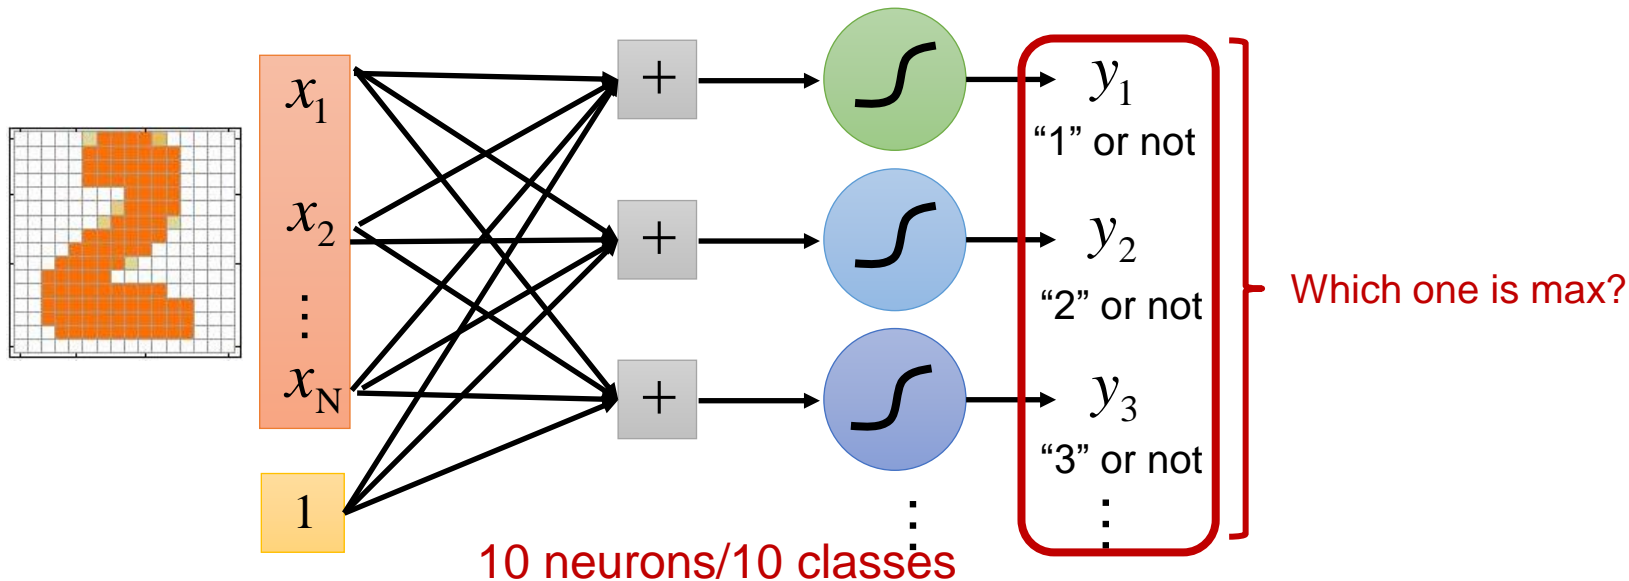 x₁
x₂
⋮
x_N
1
+
+
+
y₁
“1” or not
y₂
“2” or not
y₃
“3” or not
⋮
⋮
Which one is max?
10 neurons/10 classes